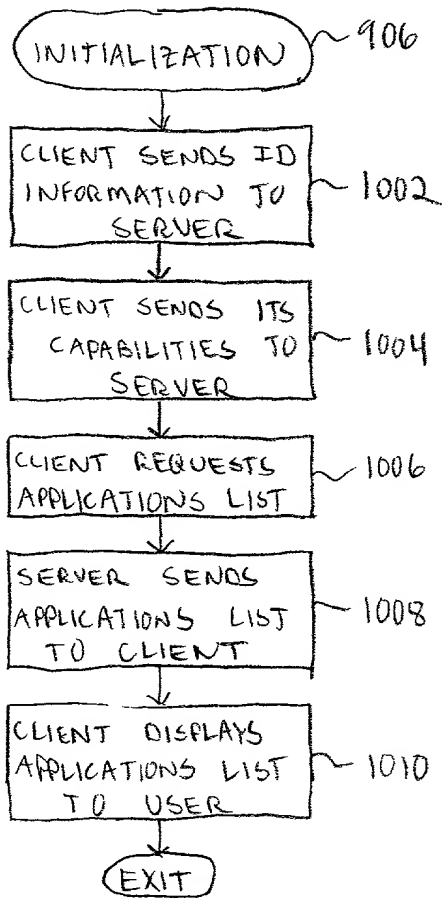 INITIALIZATION
906
CLIENT SENDS ID
INFORMATION TO
SERVER
1002
CLIENT SENDS ITS
CAPABILITIES TO
SERVER
1004
CLIENT REQUESTS
APPLICATIONS LIST
1006
SERVER SENDS
APPLICATIONS LIST
TO CLIENT
1008
CLIENT DISPLAYS
APPLICATIONS LIST
TO USER
1010
EXIT